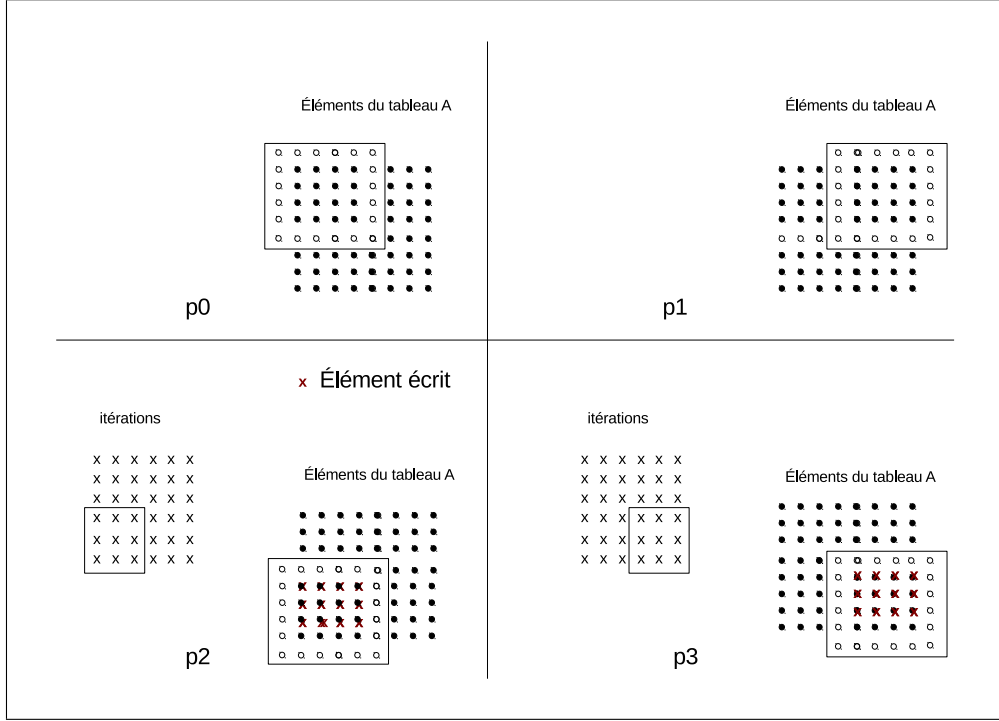 Éléments du tableau A
Éléments du tableau A
p0
p1
x Élément écrit
itérations
itérations
x x x x x x
x x x x x x
x x x x x x
x x x x x x
x x x x x x
x x x x x x
x x x x x x
x x x x x x
x x x x x x
x x x x x x
x x x x x x
x x x x x x
Éléments du tableau A
Éléments du tableau A
x x x x
x x x x
x x x x
x x x x
x x x x
x x x x
p2
p3